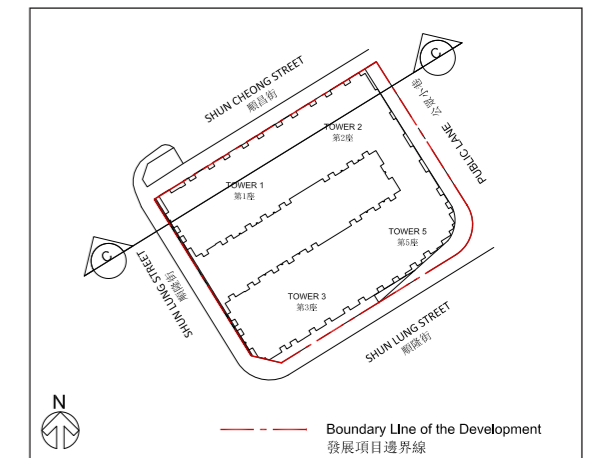 SHUN CHEONG STREET
順昌街
C
公眾小巷
PUBLIC LANE
TOWER 2
第2座
TOWER 1
第1座
TOWER 5
第5座
C
SHUN LUNG STREET
順隆街
TOWER 3
第3座
SHUN LUNG STREET
順隆街
N
Boundary Line of the Development
發展項目邊界線